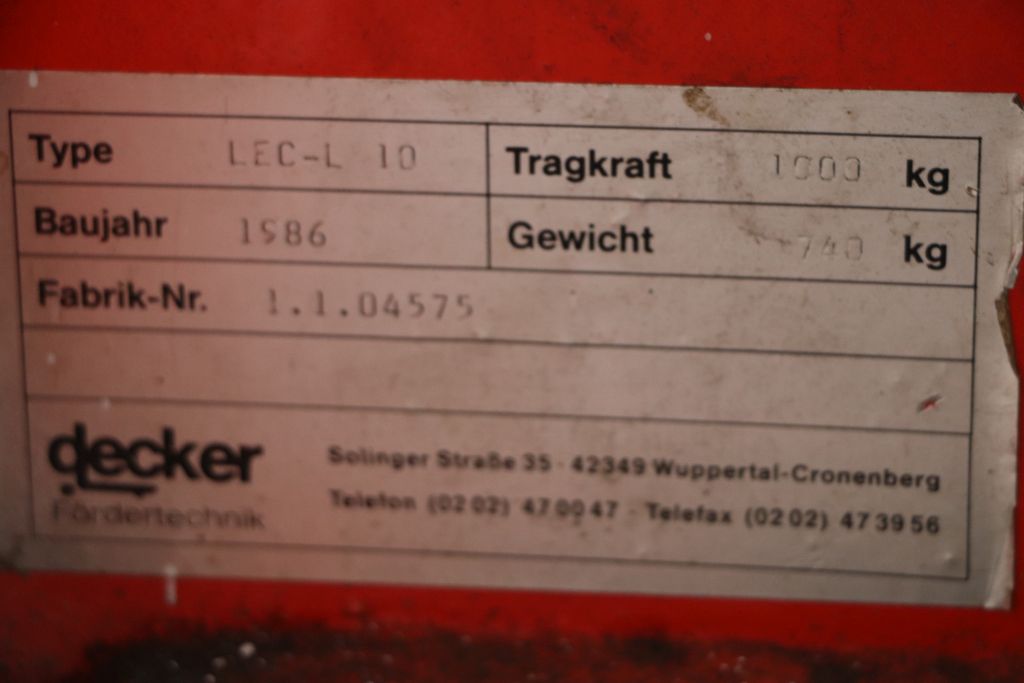 Type LEC-L 10 Tragkraft 1000 kg
Baujahr 1986 Gewicht 740 kg
Fabrik-Nr. 1.1.04575
decker
Fördertechnik
Solinger Straße 35 · 42349 Wuppertal-Cronenberg
Telefon (02 02) 47 00 47 · Telefax (02 02) 47 39 56